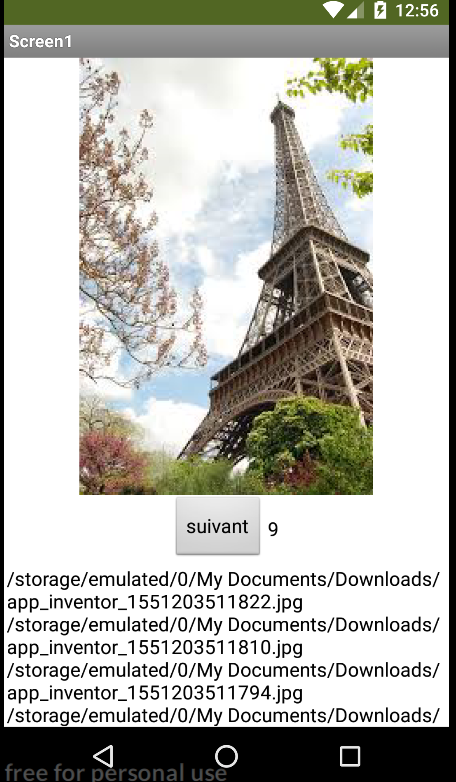 12:56
Screen1
suivant 9
/storage/emulated/0/My Documents/Downloads/
app_inventor_1551203511822.jpg
/storage/emulated/0/My Documents/Downloads/
app_inventor_1551203511810.jpg
/storage/emulated/0/My Documents/Downloads/
app_inventor_1551203511794.jpg
/storage/emulated/0/My Documents/Downloads/
free for personal use